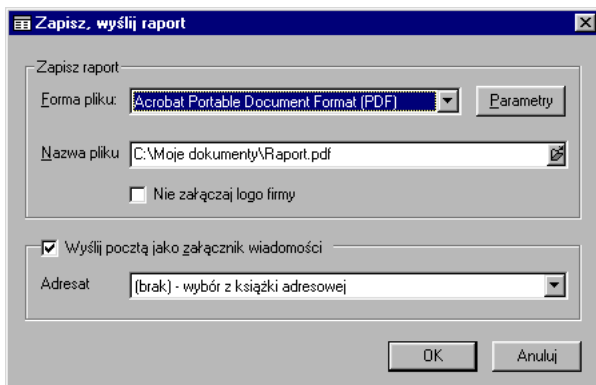 Zapisz, wyślij raport
Zapisz raport
Forma pliku: Acrobat Portable Document Format (PDF) Parametry
Nazwa pliku C:\Moje dokumenty\Raport.pdf
Nie załączaj logo firmy
Wyślij pocztą jako załącznik wiadomości
Adresat (brak) - wybór z książki adresowej
OK Anuluj